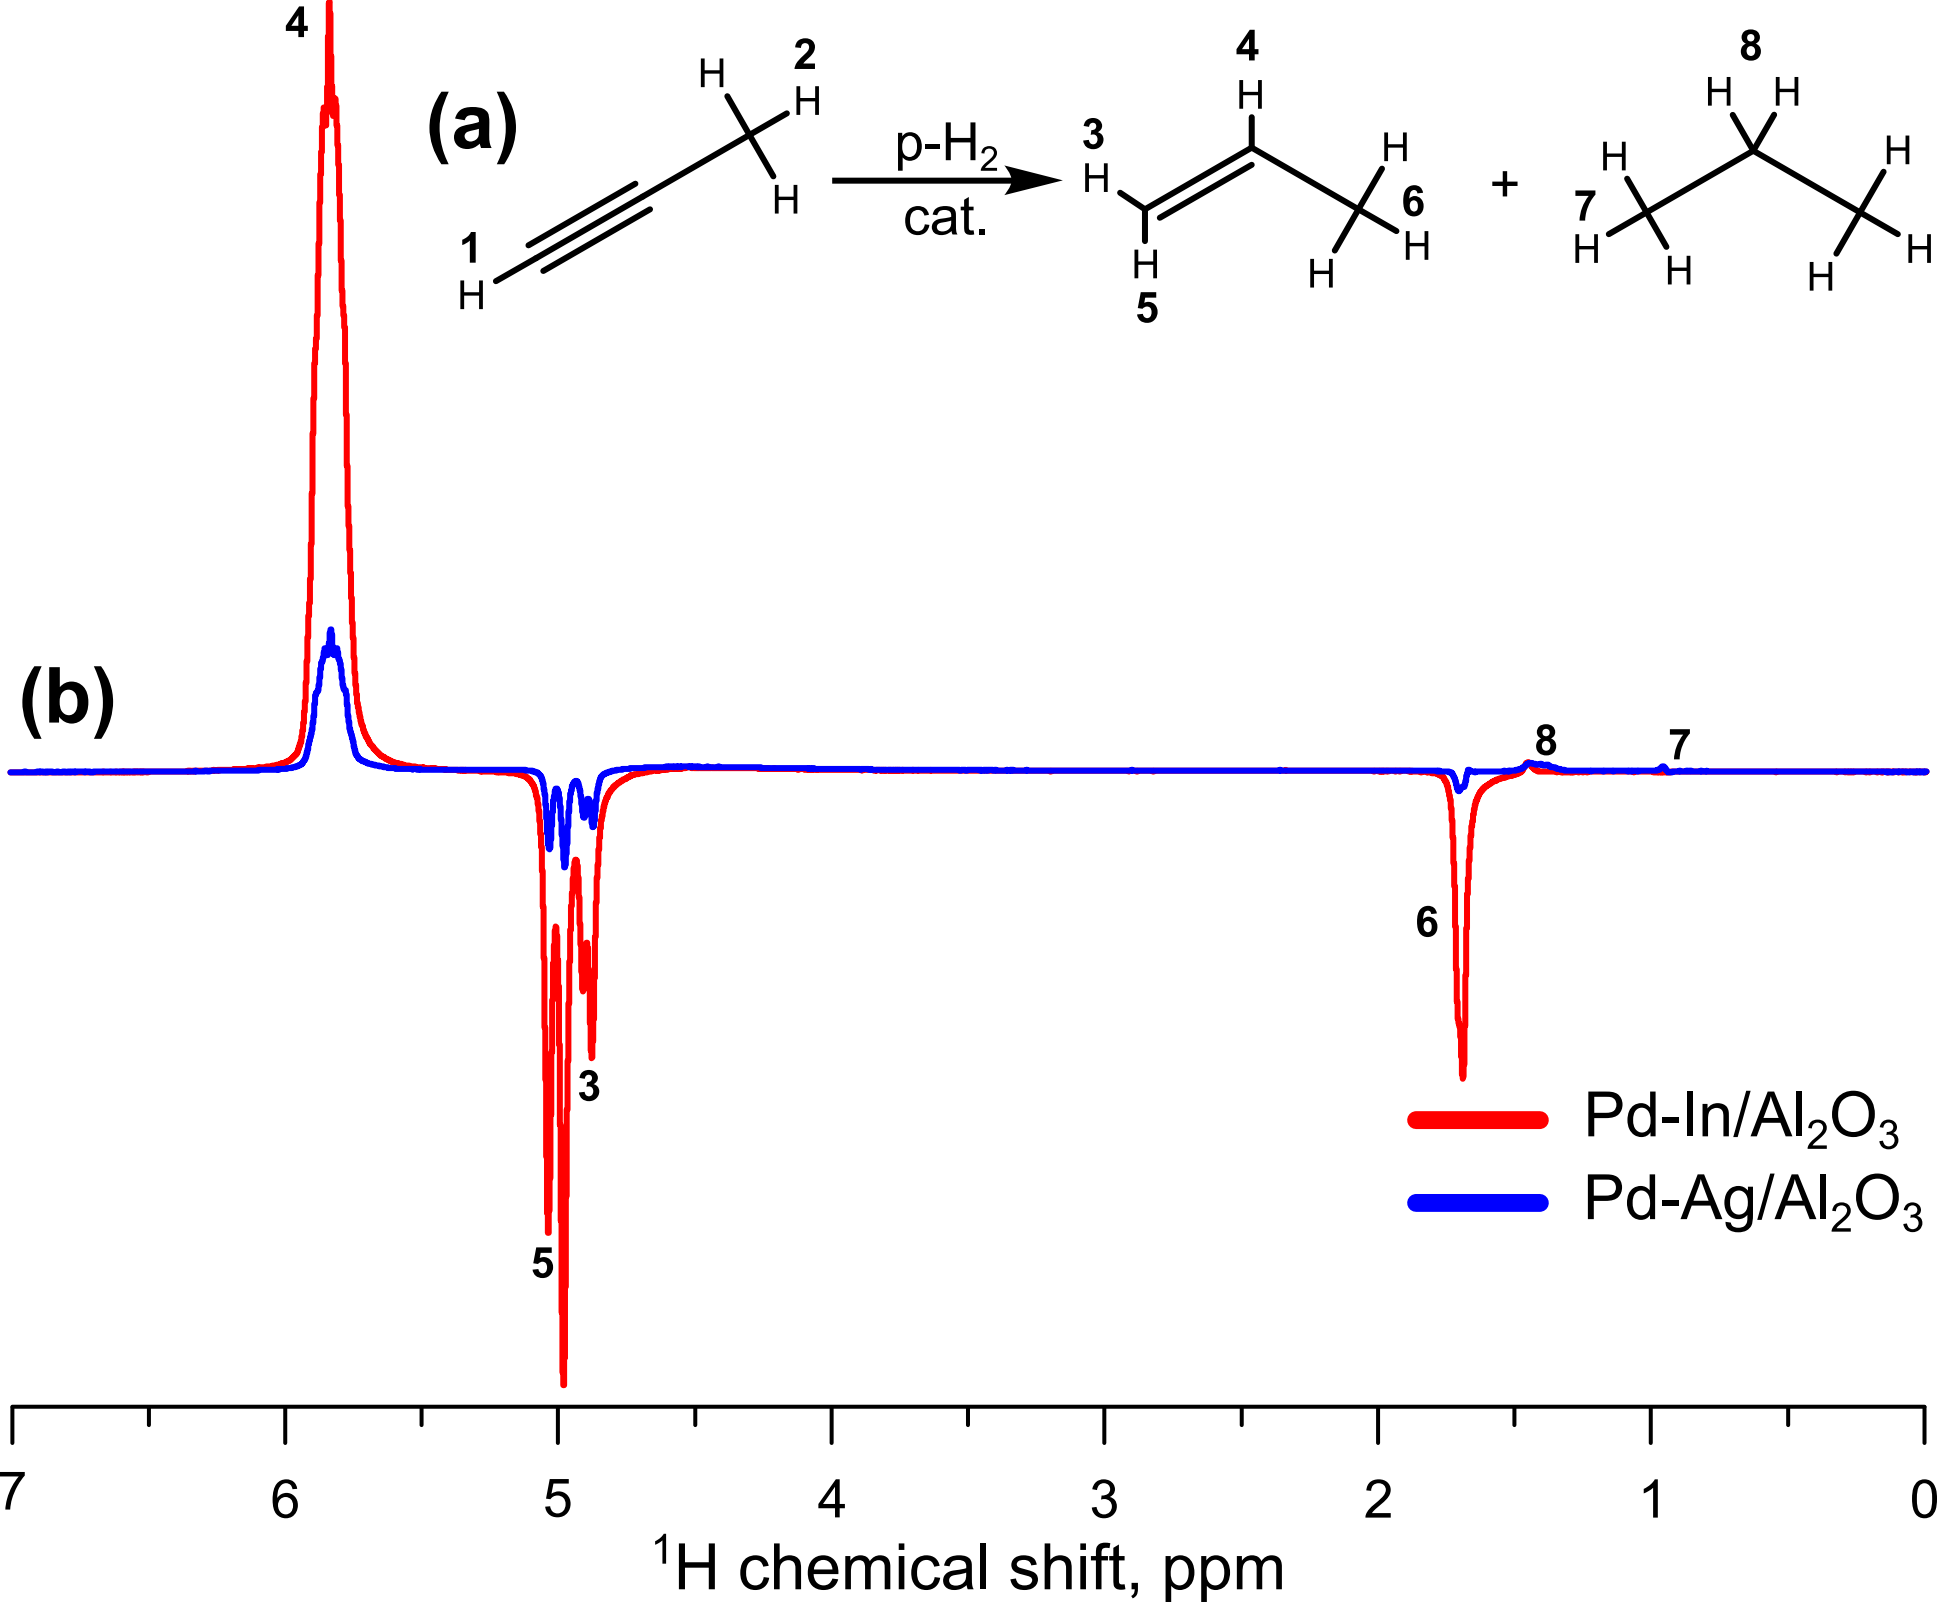 4
(a)
2
H
H
H
1
H
p-H₂
cat.
4
H
3
H
H
5
H
6
H
H
+
8
H H
H
7
H
H
H
H
H
(b)
8
7
6
5
3
Pd-In/Al₂O₃
Pd-Ag/Al₂O₃
7 6 5 4 3 2 1 0
¹H chemical shift, ppm